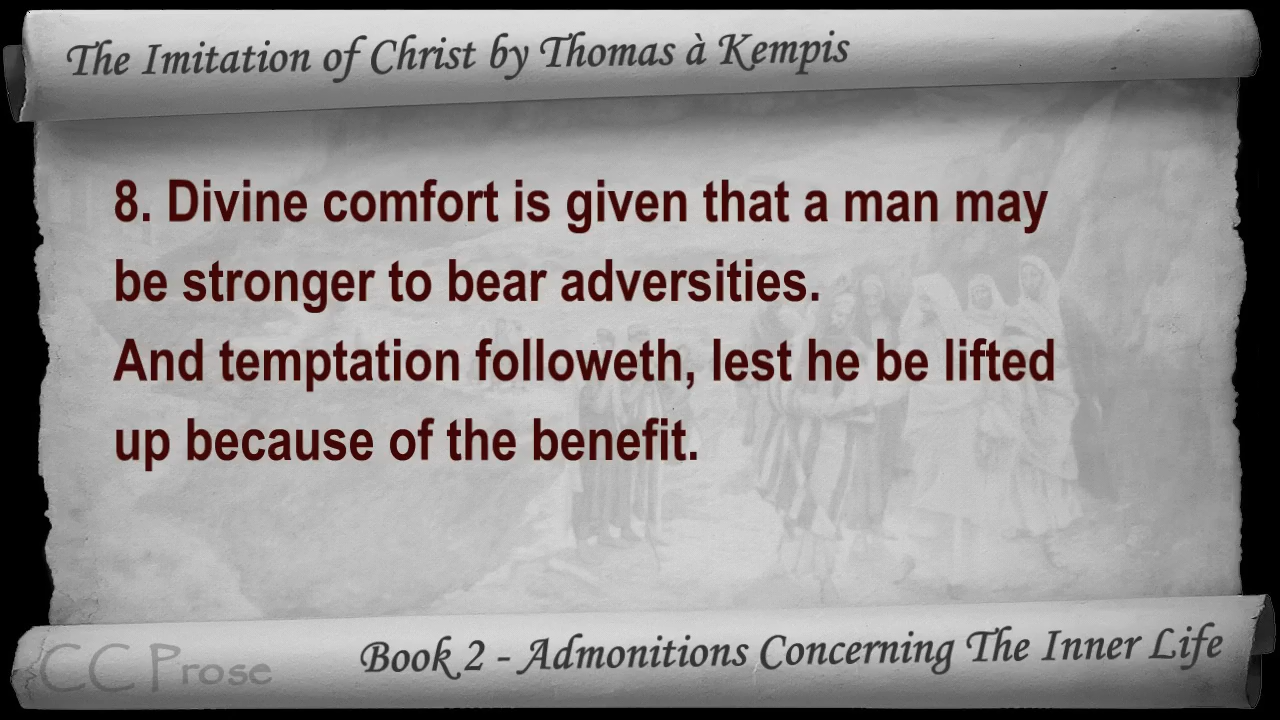 The Imitation of Christ by Thomas à Kempis
8. Divine comfort is given that a man may
be stronger to bear adversities.
And temptation followeth, lest he be lifted
up because of the benefit.
CC Prose
Book 2 - Admonitions Concerning The Inner Life